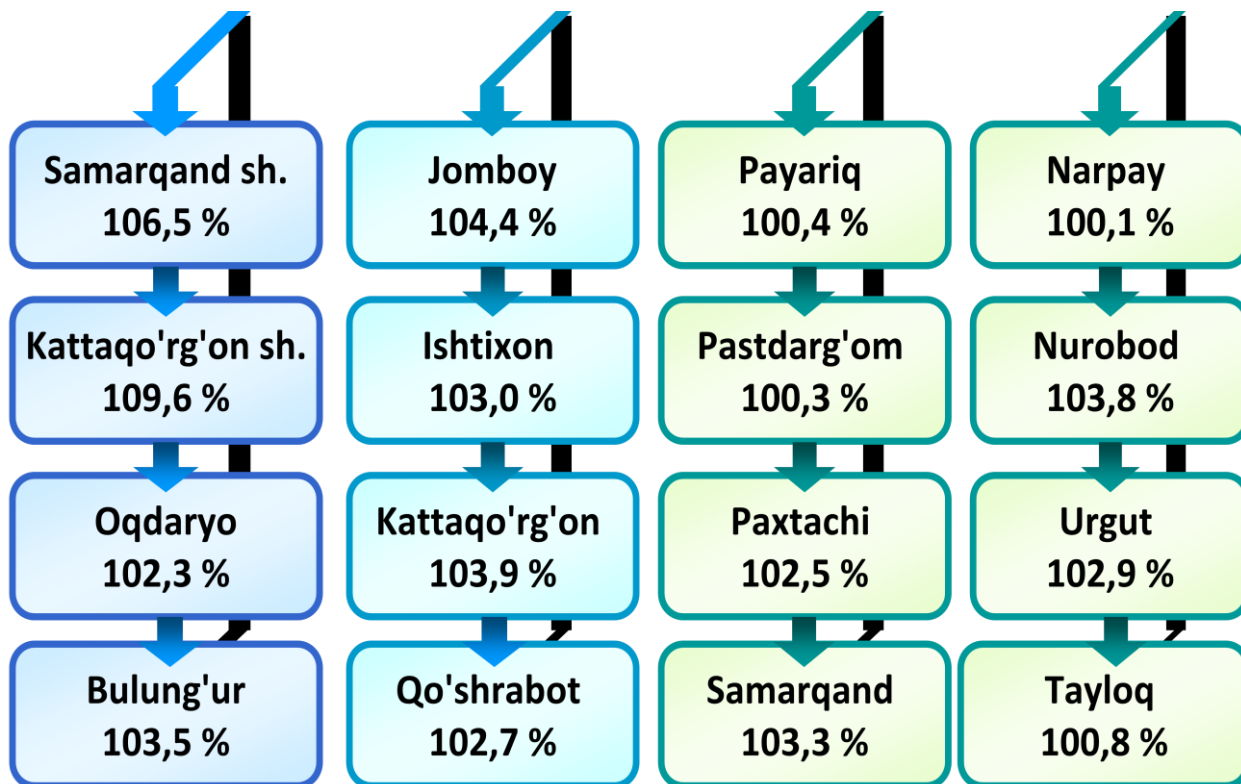 Samarqand sh.
106,5 %
Kattaqo'rg'on sh.
109,6 %
Oqdaryo
102,3 %
Bulung'ur
103,5 %
Jomboy
104,4 %
Ishtixon
103,0 %
Kattaqo'rg'on
103,9 %
Qo'shrabot
102,7 %
Payariq
100,4 %
Pastdarg'om
100,3 %
Paxtachi
102,5 %
Samarqand
103,3 %
Narpay
100,1 %
Nurobod
103,8 %
Urgut
102,9 %
Tayloq
100,8 %